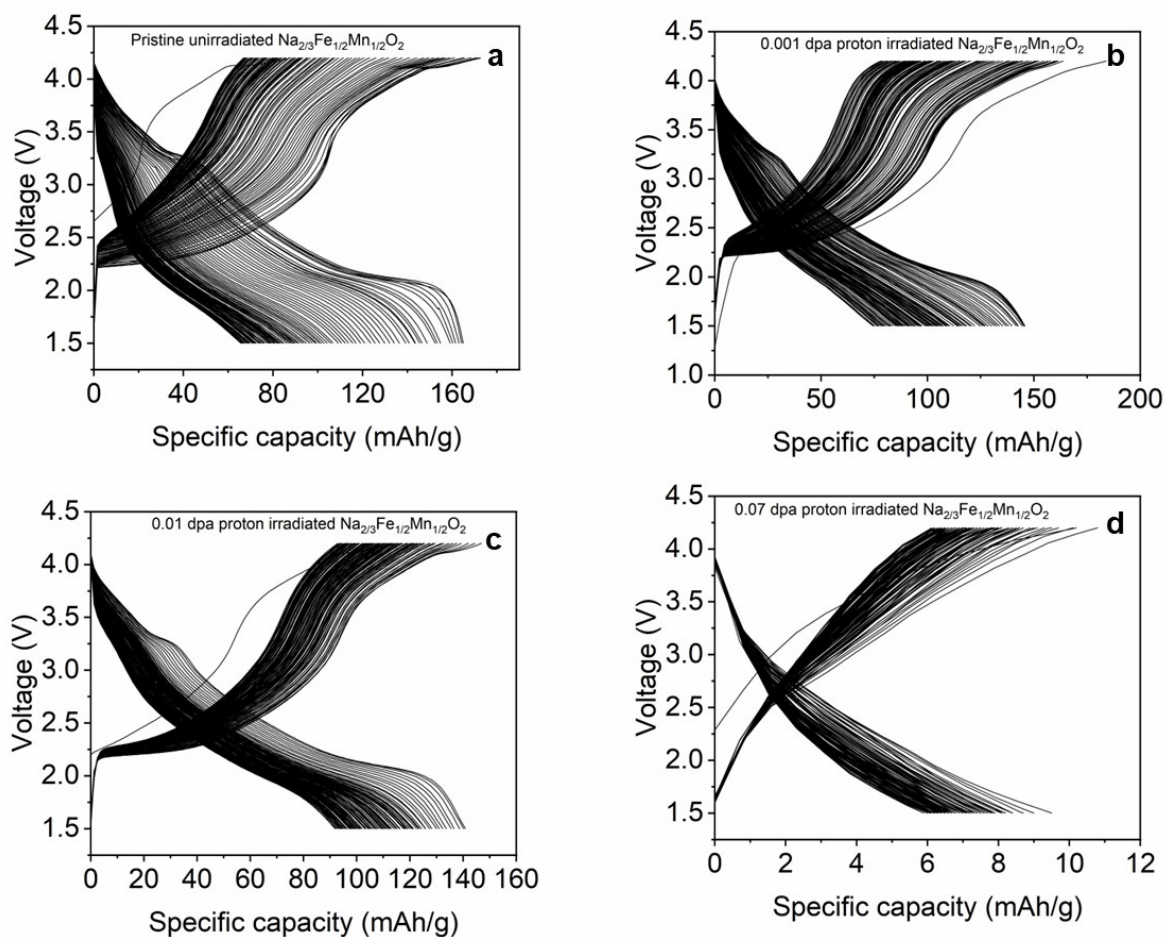 Pristine unirradiated Na2/3Fe1/2Mn1/2O2
a
4.5
4.0
3.5
3.0
2.5
2.0
1.5
Voltage (V)
0 40 80 120 160
Specific capacity (mAh/g)
0.001 dpa proton irradiated Na2/3Fe1/2Mn1/2O2
b
4.5
4.0
3.5
3.0
2.5
2.0
1.5
1.0
Voltage (V)
0 50 100 150 200
Specific capacity (mAh/g)
0.01 dpa proton irradiated Na2/3Fe1/2Mn1/2O2
c
4.5
4.0
3.5
3.0
2.5
2.0
1.5
Voltage (V)
0 20 40 60 80 100 120 140 160
Specific capacity (mAh/g)
0.07 dpa proton irradiated Na2/3Fe1/2Mn1/2O2
d
4.5
4.0
3.5
3.0
2.5
2.0
1.5
Voltage (V)
0 2 4 6 8 10 12
Specific capacity (mAh/g)